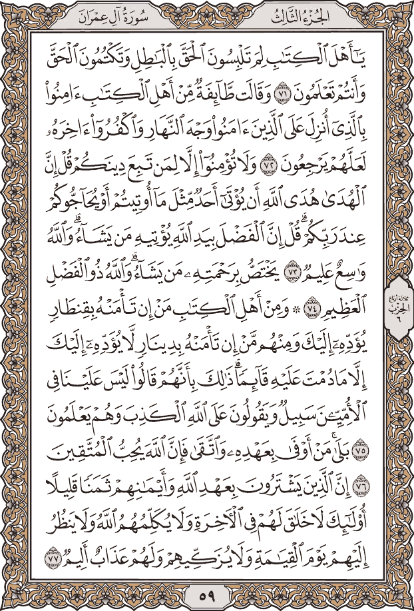 الجزء الثالث
سورة آل عمران
يَٰٓأَهْلَ ٱلْكِتَٰبِ لِمَ تَلْبِسُونَ ٱلْحَقَّ بِٱلْبَٰطِلِ وَتَكْتُمُونَ ٱلْحَقَّ
وَأَنتُمْ تَعْلَمُونَ ٧١ وَقَالَت طَّآئِفَةٌ مِّنْ أَهْلِ ٱلْكِتَٰبِ ءَامِنُوا۟
بِٱلَّذِىٓ أُنزِلَ عَلَى ٱلَّذِينَ ءَامَنُوا۟ وَجْهَ ٱلنَّهَارِ وَٱكْفُرُوٓا۟ ءَاخِرَهُۥ
لَعَلَّهُمْ يَرْجِعُونَ ٧٢ وَلَا تُؤْمِنُوٓا۟ إِلَّا لِمَن تَبِعَ دِينَكُمْ قُلْ إِنَّ
ٱلْهُدَىٰ هُدَى ٱللَّهِ أَن يُؤْتَىٰٓ أَحَدٌ مِّثْلَ مَآ أُوتِيتُمْ أَوْ يُحَآجُّوكُمْ
عِندَ رَبِّكُمْ ۗ قُلْ إِنَّ ٱلْفَضْلَ بِيَدِ ٱللَّهِ يُؤْتِيهِ مَن يَشَآءُ ۗ وَٱللَّهُ
وَٰسِعٌ عَلِيمٌ ٧٣ يَخْتَصُّ بِرَحْمَتِهِۦ مَن يَشَآءُ ۗ وَٱللَّهُ ذُو ٱلْفَضْلِ
ٱلْعَظِيمِ ٧٤ ۞ وَمِنْ أَهْلِ ٱلْكِتَٰبِ مَنْ إِن تَأْمَنْهُ بِقِنطَارٍ
يُؤَدِّهِۦٓ إِلَيْكَ وَمِنْهُم مَّنْ إِن تَأْمَنْهُ بِدِينَارٍ لَّا يُؤَدِّهِۦٓ إِلَيْكَ
إِلَّا مَا دُمْتَ عَلَيْهِ قَآئِمًا ۗ ذَٰلِكَ بِأَنَّهُمْ قَالُوا۟ لَيْسَ عَلَيْنَا فِى
ٱلْأُمِّيِّـۧنَ سَبِيلٌ وَيَقُولُونَ عَلَى ٱللَّهِ ٱلْكَذِبَ وَهُمْ يَعْلَمُونَ
٧٥ بَلَىٰ مَنْ أَوْفَىٰ بِعَهْدِهِۦ وَٱتَّقَىٰ فَإِنَّ ٱللَّهَ يُحِبُّ ٱلْمُتَّقِينَ
٧٦ إِنَّ ٱلَّذِينَ يَشْتَرُونَ بِعَهْدِ ٱللَّهِ وَأَيْمَٰنِهِمْ ثَمَنًا قَلِيلًا
أُو۟لَٰٓئِكَ لَا خَلَٰقَ لَهُمْ فِى ٱلْءَاخِرَةِ وَلَا يُكَلِّمُهُمُ ٱللَّهُ وَلَا يَنظُرُ
إِلَيْهِمْ يَوْمَ ٱلْقِيَٰمَةِ وَلَا يُزَكِّيهِمْ وَلَهُمْ عَذَابٌ أَلِيمٌ ٧٧
الحزب
٦
٥٩